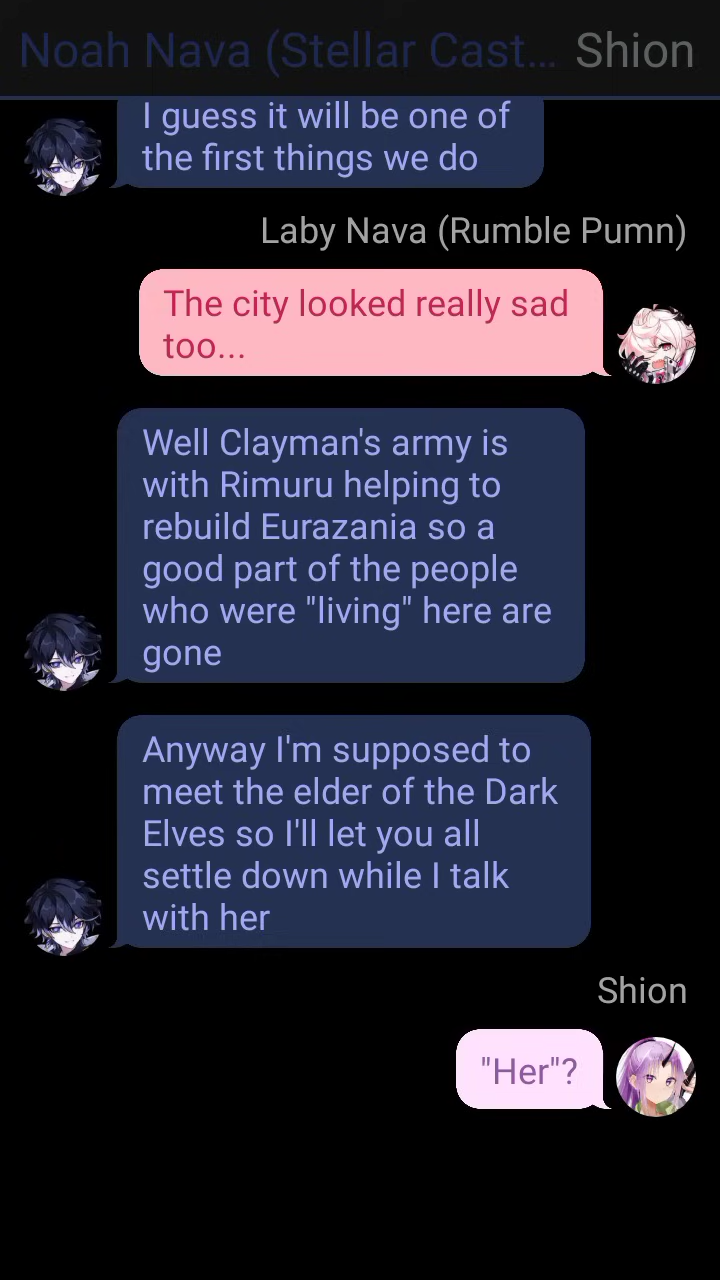 Noah Nava (Stellar Cast... Shion
I guess it will be one of
the first things we do
Laby Nava (Rumble Pumn)
The city looked really sad
too...
Well Clayman's army is
with Rimuru helping to
rebuild Eurazania so a
good part of the people
who were "living" here are
gone
Anyway I'm supposed to
meet the elder of the Dark
Elves so I'll let you all
settle down while I talk
with her
Shion
"Her"?